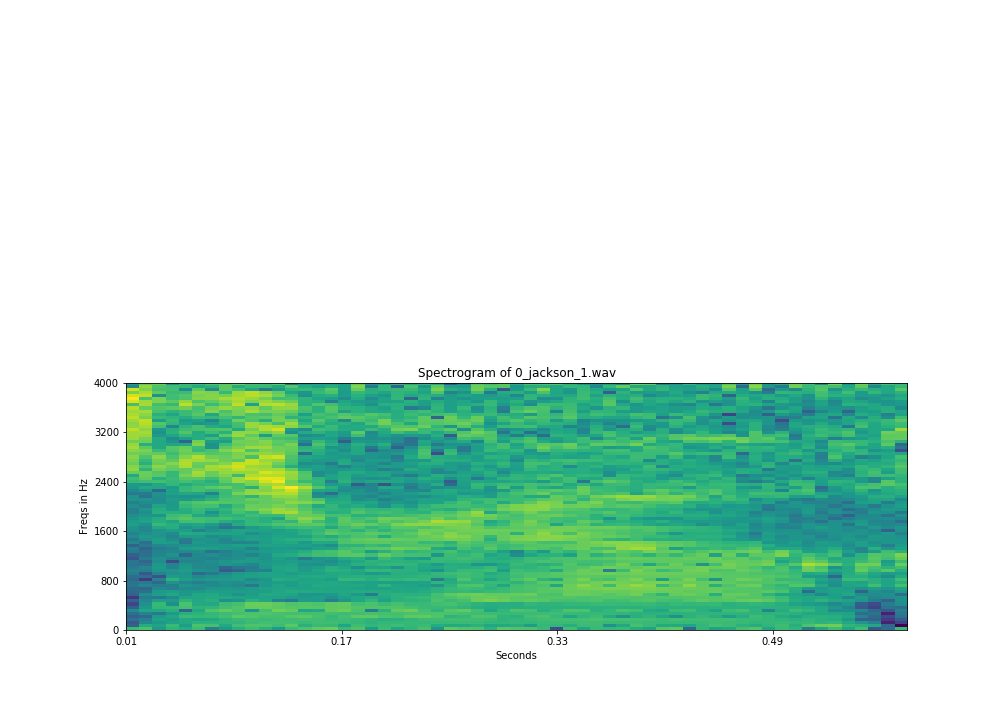 Spectrogram of 0_jackson_1.wav
4000
3200
2400
1600
800
0
Freqs in Hz
0.01 0.17 0.33 0.49
Seconds